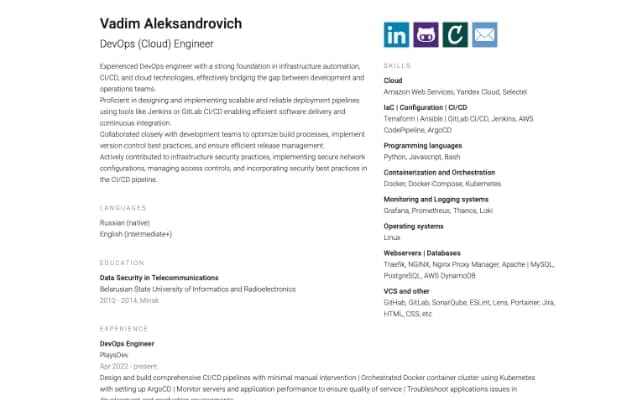 Vadim Aleksandrovich
DevOps (Cloud) Engineer
Experienced DevOps engineer with a strong foundation in infrastructure automation,
CI/CD, and cloud technologies, effectively bridging the gap between development and
operations teams.
Proficient in designing and implementing scalable and reliable deployment pipelines
using tools like Jenkins or GitLab CI/CD enabling efficient software delivery and
continuous integration.
Collaborated closely with development teams to optimize build processes, implement
version control best practices, and ensure efficient release management.
Actively contributed to infrastructure security practices, implementing secure network
configurations, managing access controls, and incorporating security best practices in
the CI/CD pipeline.
LANGUAGES
Russian (native)
English (intermediate+)
EDUCATION
Data Security in Telecommunications
Belarusian State University of Informatics and Radioelectronics
2010 - 2014, Minsk
EXPERIENCE
DevOps Engineer
PlaysDev
Apr 2022 - present
Design and build comprehensive CI/CD pipelines with minimal manual intervention | Orchestrated Docker container cluster using Kubernetes
with setting up ArgoCD | Monitor servers and application performance to ensure quality of service | Troubleshoot applications issues in
in
SKILLS
Cloud
Amazon Web Services, Yandex Cloud, Selectel
IaC | Configuration | CI/CD
Terraform | Ansible | GitLab CI/CD, Jenkins, AWS
CodePipeline, ArgoCD
Programming languages
Python, Javascript, Bash
Containerization and Orchestration
Docker, Docker-Compose, Kubernetes
Monitoring and Logging systems
Grafana, Prometheus, Thanos, Loki
Operating systems
Linux
Webservers | Databases
Traefik, NGINX, Nginx Proxy Manager, Apache | MySQL,
PostgreSQL, AWS DynamoDB
VCS and other
GitHab, GitLab, SonarQube, ESLint, Lens, Portainer, Jira,
HTML, CSS, etc